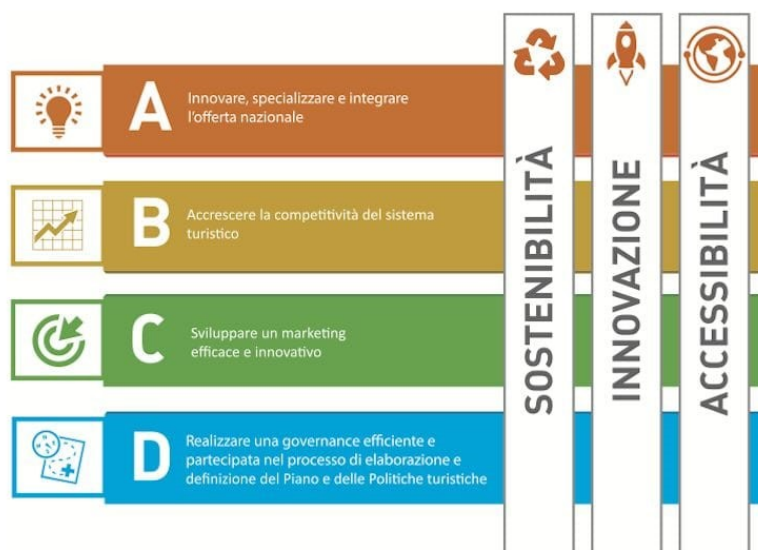 A
Innovare, specializzare e integrare
l'offerta nazionale
B
Accrescere la competitività del sistema
turistico
C
Sviluppare un marketing
efficace e innovativo
D
Realizzare una governance efficiente e
partecipata nel processo di elaborazione e
definizione del Piano e delle Politiche turistiche
SOSTENIBILITÀ
INNOVAZIONE
ACCESSIBILITÀ